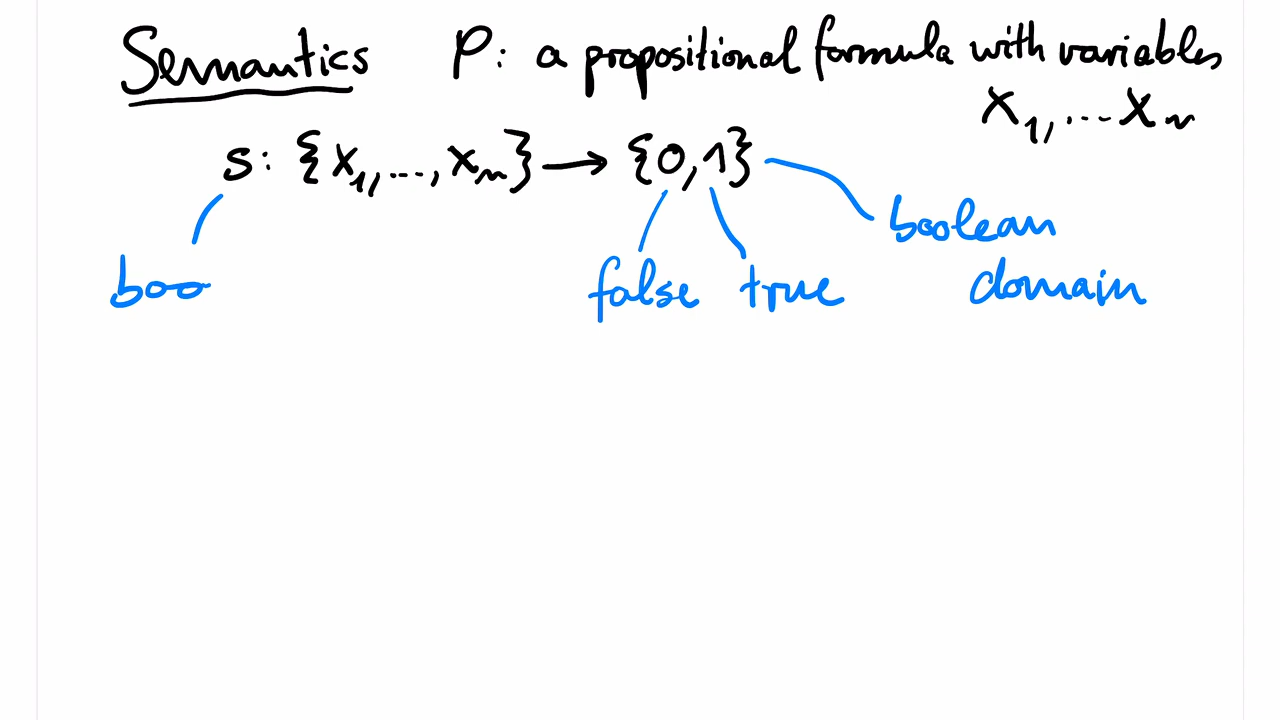 Semantics P: a propositional formula with variables
x₁,...xₙ
s: {x₁,...,xₙ} → {0,1}
boolean
boo false true domain